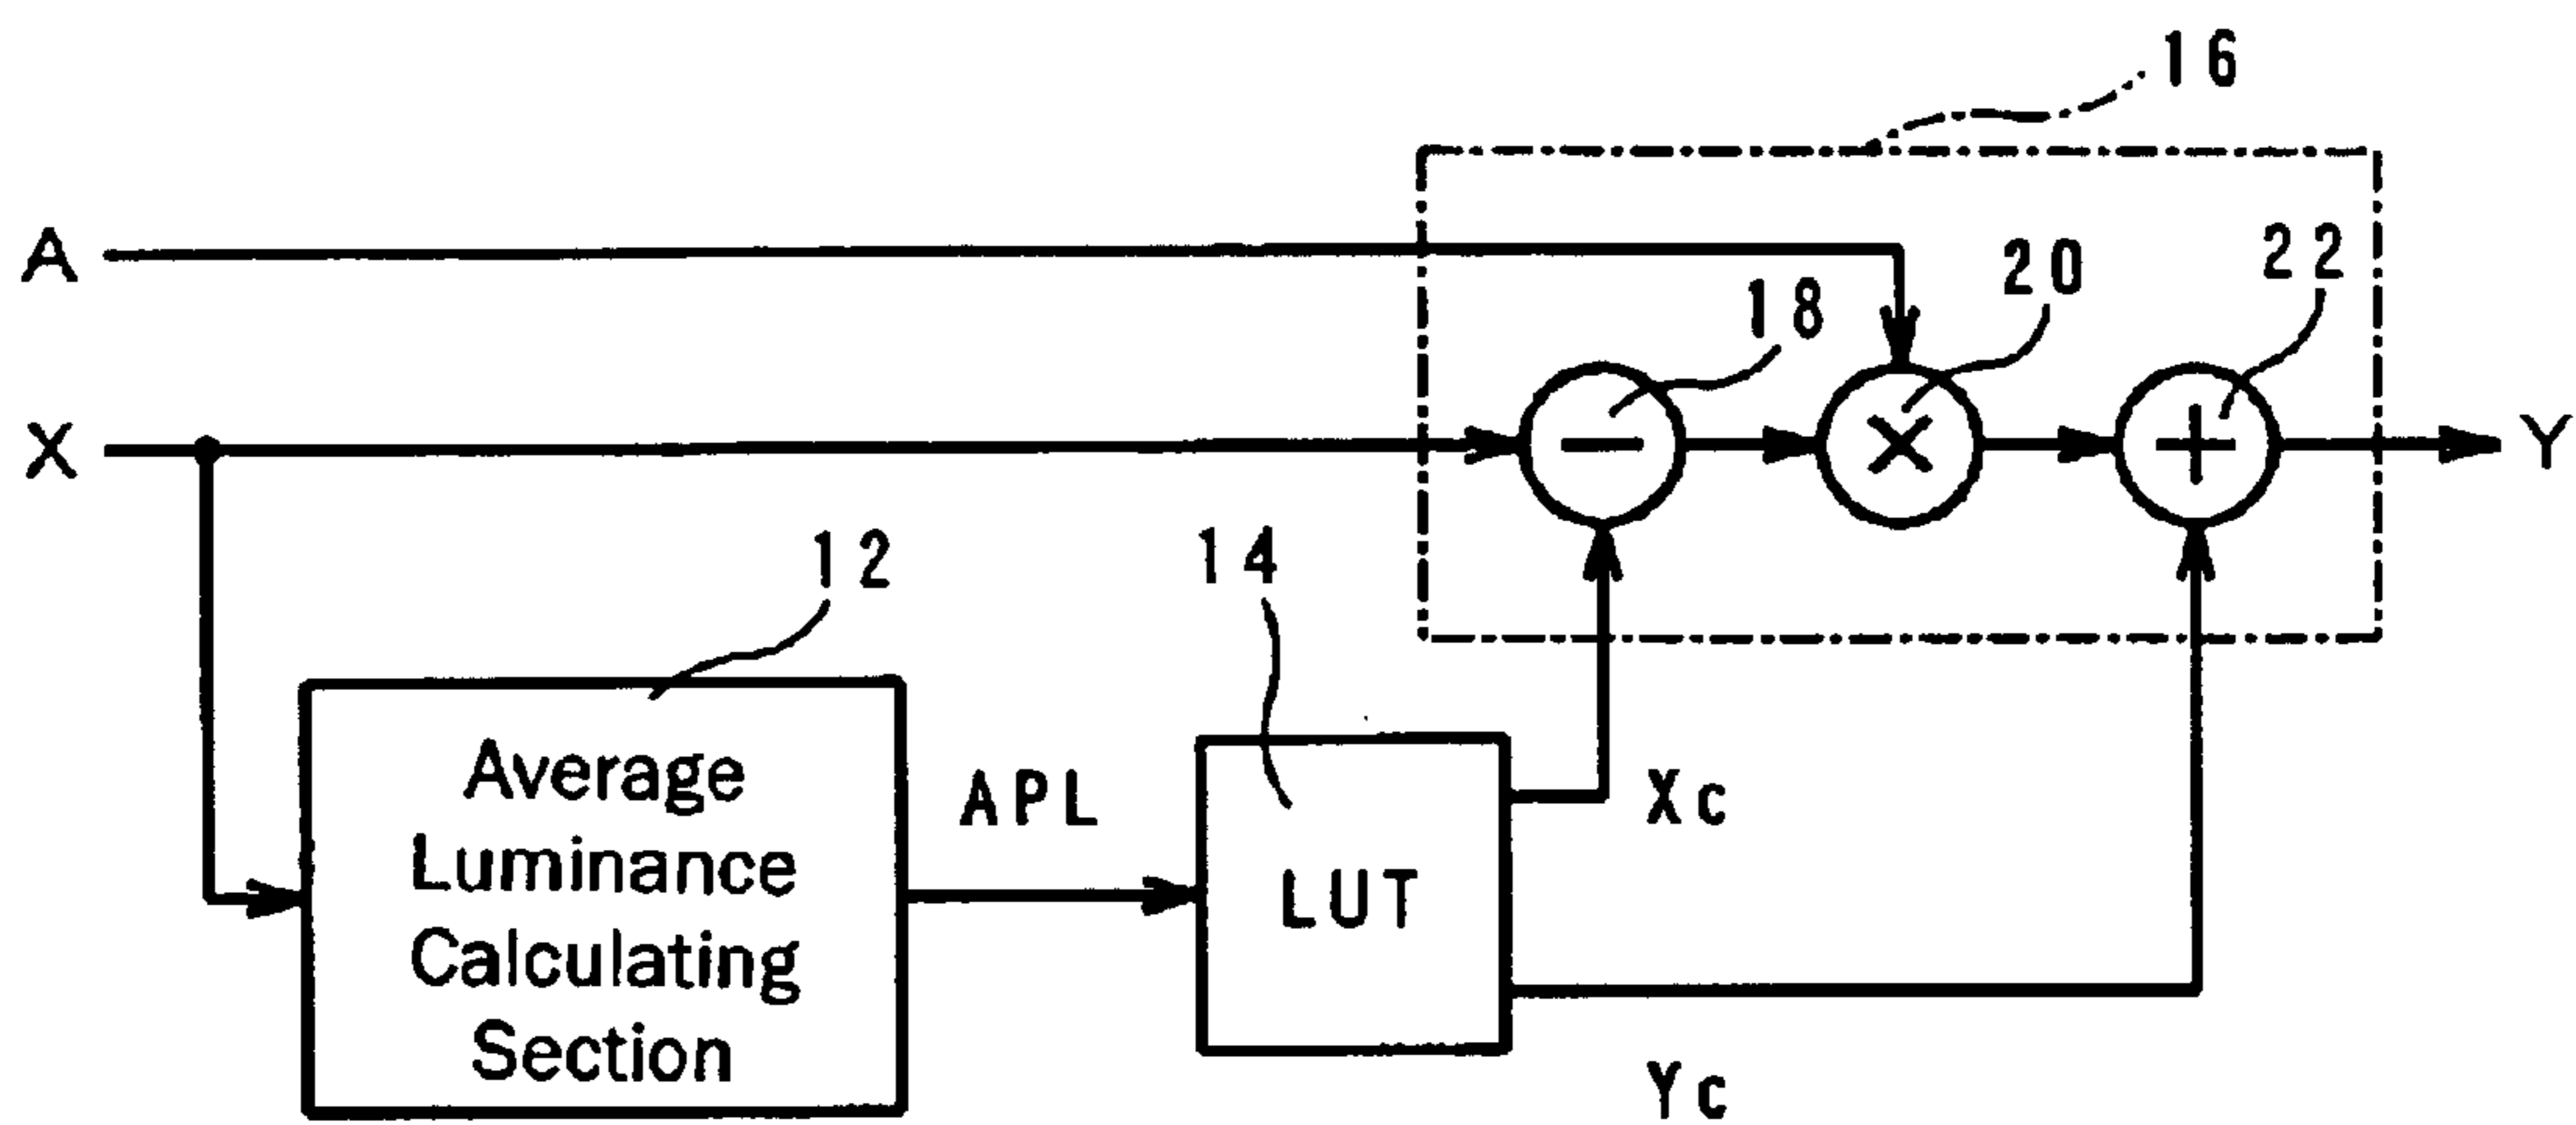 16
A
18
20
22
X
Y
12
14
Average
Luminance
Calculating
Section
APL
LUT
Xc
Yc